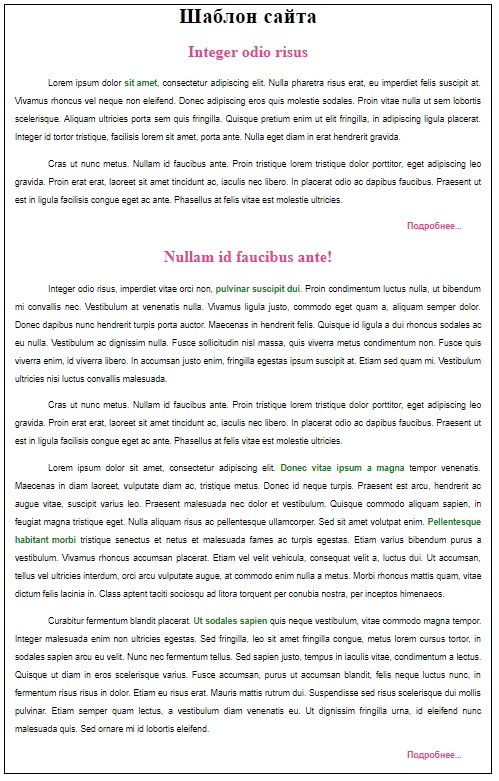 Шаблон сайта
Integer odio risus
Lorem ipsum dolor sit amet, consectetur adipiscing elit. Nulla pharetra risus erat, eu imperdiet felis suscipit at.
Vivamus rhoncus vel neque non eleifend. Donec adipiscing eros quis molestie sodales. Proin vitae nulla ut sem lobortis
scelerisque. Aliquam ultricies porta sem quis fringilla. Quisque pretium enim ut elit fringilla, in adipiscing ligula placerat.
Integer id tortor tristique, facilisis lorem sit amet, porta ante. Nulla eget diam in erat hendrerit gravida.
Cras ut nunc metus. Nullam id faucibus ante. Proin tristique lorem tristique dolor porttitor, eget adipiscing leo
gravida. Proin erat erat, laoreet sit amet tincidunt ac, iaculis nec libero. In placerat odio ac dapibus faucibus. Praesent ut
est in ligula facilisis congue eget ac ante. Phasellus at felis vitae est molestie ultricies.
Подробнее...
Nullam id faucibus ante!
Integer odio risus, imperdiet vitae orci non, pulvinar suscipit dui. Proin condimentum luctus nulla, ut bibendum
mi convallis nec. Vestibulum at venenatis nulla. Vivamus ligula justo, commodo eget quam a, aliquam semper dolor.
Donec dapibus nunc hendrerit turpis porta auctor. Maecenas in hendrerit felis. Quisque id ligula a dui rhoncus sodales ac
eu nulla. Vestibulum ac dignissim nulla. Fusce sollicitudin nisl massa, quis viverra metus condimentum non. Fusce quis
viverra enim, id viverra libero. In accumsan justo enim, fringilla egestas ipsum suscipit at. Etiam sed quam mi. Vestibulum
ultricies nisi luctus convallis malesuada.
Cras ut nunc metus. Nullam id faucibus ante. Proin tristique lorem tristique dolor porttitor, eget adipiscing leo
gravida. Proin erat erat, laoreet sit amet tincidunt ac, iaculis nec libero. In placerat odio ac dapibus faucibus. Praesent ut
est in ligula facilisis congue eget ac ante. Phasellus at felis vitae est molestie ultricies.
Lorem ipsum dolor sit amet, consectetur adipiscing elit. Donec vitae ipsum a magna tempor venenatis.
Maecenas in diam laoreet, vulputate diam ac, tristique metus. Donec id neque turpis. Praesent est arcu, hendrerit ac
augue vitae, suscipit varius leo. Praesent malesuada nec dolor et vestibulum. Quisque commodo aliquam sapien, in
feugiat magna tristique eget. Nulla aliquam risus ac pellentesque ullamcorper. Sed sit amet volutpat enim. Pellentesque
habitant morbi tristique senectus et netus et malesuada fames ac turpis egestas. Etiam varius bibendum purus a
vestibulum. Vivamus rhoncus accumsan placerat. Etiam vel velit vehicula, consequat velit a, luctus dui. Ut accumsan,
tellus vel ultricies interdum, orci arcu vulputate augue, at commodo enim nulla a metus. Morbi rhoncus mattis quam, vitae
dictum felis lacinia in. Class aptent taciti sociosqu ad litora torquent per conubia nostra, per inceptos himenaeos.
Curabitur fermentum blandit placerat. Ut sodales sapien quis neque vestibulum, vitae commodo magna tempor.
Integer malesuada enim non ultricies egestas. Sed fringilla, leo sit amet fringilla congue, metus lorem cursus tortor, in
sodales sapien arcu eu velit. Nunc nec fermentum tellus. Sed sapien justo, tempus in iaculis vitae, condimentum a lectus.
Quisque ut diam in eros scelerisque varius. Fusce accumsan, purus ut accumsan blandit, felis neque luctus nunc, in
fermentum risus risus in dolor. Etiam eu risus erat. Mauris mattis rutrum dui. Suspendisse sed risus scelerisque dui mollis
pulvinar. Etiam semper quam lectus, a vestibulum diam venenatis eu. Ut dignissim fringilla urna, id eleifend nunc
malesuada quis. Sed ornare mi id lobortis eleifend.
Подробнее...